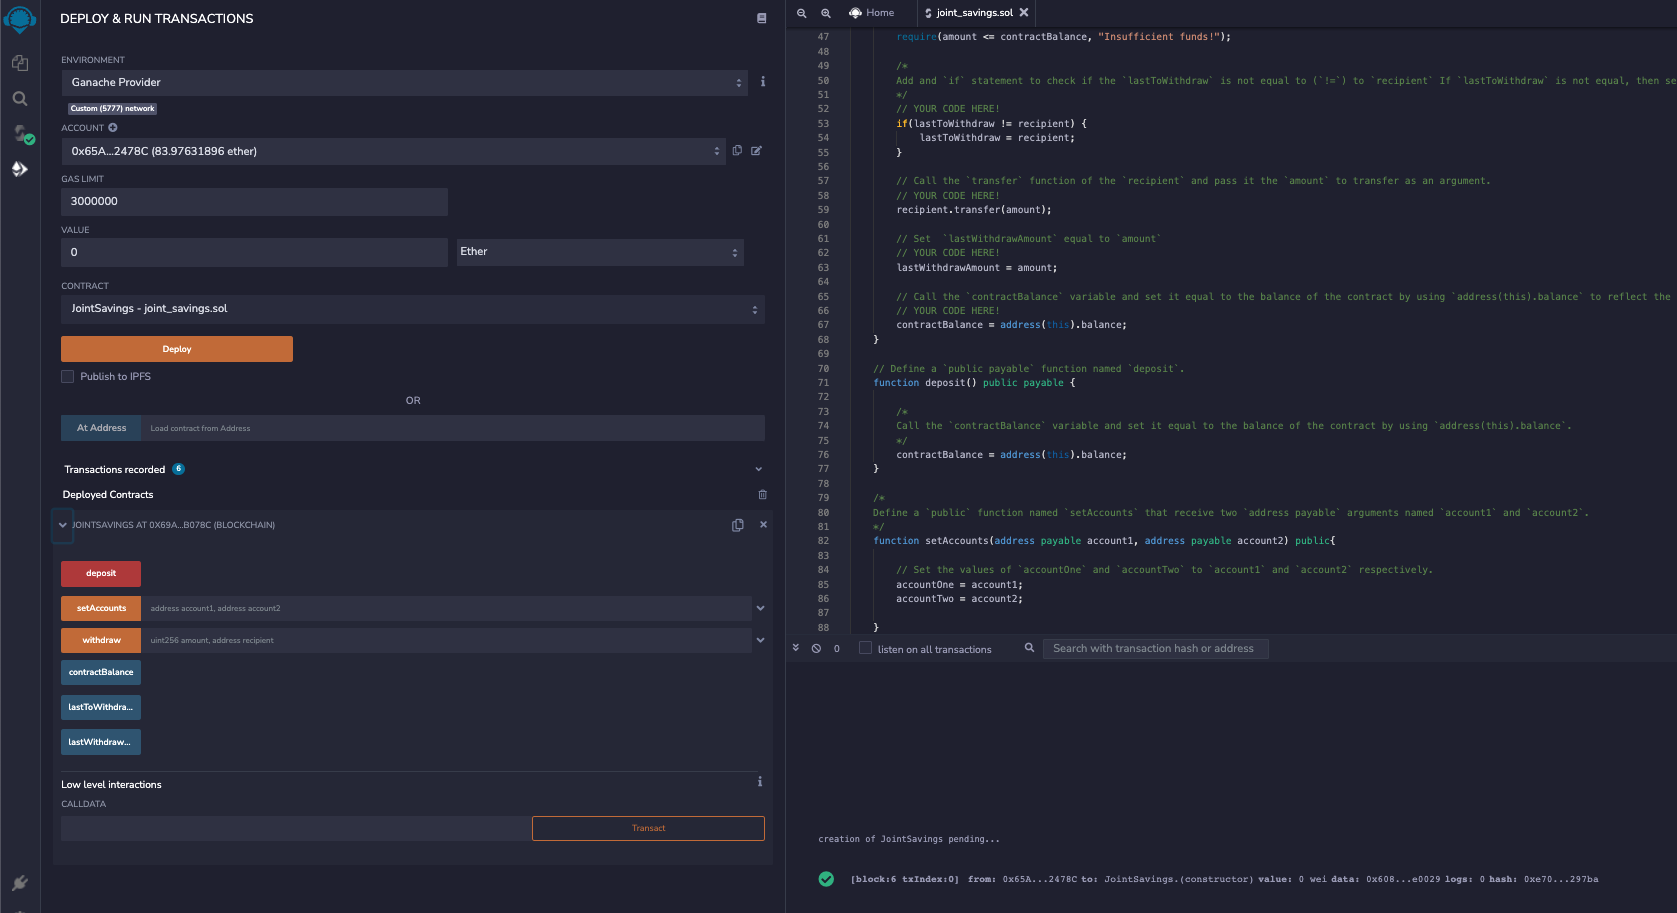 DEPLOY & RUN TRANSACTIONS
ENVIRONMENT
Ganache Provider
Custom (5777) network
ACCOUNT
0x65A...2478C (83.97631896 ether)
GAS LIMIT
3000000
VALUE
0
Ether
CONTRACT
JointSavings - joint_savings.sol
Deploy
Publish to IPFS
OR
At Address
Load contract from Address
Transactions recorded 6
Deployed Contracts
JOINTSAVINGS AT 0X69A...B078C (BLOCKCHAIN)
deposit
setAccounts
address account1, address account2
withdraw
uint256 amount, address recipient
contractBalance
lastToWithdra...
lastWithdraw...
Low level interactions
CALLDATA
Transact
Home
joint_savings.sol
47 require(amount <= contractBalance, "Insufficient funds!");
48
49 /*
50 Add and `if` statement to check if the `lastToWithdraw` is not equal to (`!=`) to `recipient` If `lastToWithdraw` is not equal, then se
51 */
52 // YOUR CODE HERE!
53 if(lastToWithdraw != recipient) {
54 lastToWithdraw = recipient;
55 }
56
57 // Call the `transfer` function of the `recipient` and pass it the `amount` to transfer as an argument.
58 // YOUR CODE HERE!
59 recipient.transfer(amount);
60
61 // Set  `lastWithdrawAmount` equal to `amount`
62 // YOUR CODE HERE!
63 lastWithdrawAmount = amount;
64
65 // Call the `contractBalance` variable and set it equal to the balance of the contract by using `address(this).balance` to reflect the
66 // YOUR CODE HERE!
67 contractBalance = address(this).balance;
68 }
69
70 // Define a `public payable` function named `deposit`.
71 function deposit() public payable {
72
73 /*
74 Call the `contractBalance` variable and set it equal to the balance of the contract by using `address(this).balance`.
75 */
76 contractBalance = address(this).balance;
77 }
78
79 /*
80 Define a `public` function named `setAccounts` that receive two `address payable` arguments named `account1` and `account2`.
81 */
82 function setAccounts(address payable account1, address payable account2) public{
83
84 // Set the values of `accountOne` and `accountTwo` to `account1` and `account2` respectively.
85 accountOne = account1;
86 accountTwo = account2;
87
88 }
0
listen on all transactions
Search with transaction hash or address
creation of JointSavings pending...
[block:6 txIndex:0] from: 0x65A...2478C to: JointSavings.(constructor) value: 0 wei data: 0x608...e0029 logs: 0 hash: 0xe70...297ba